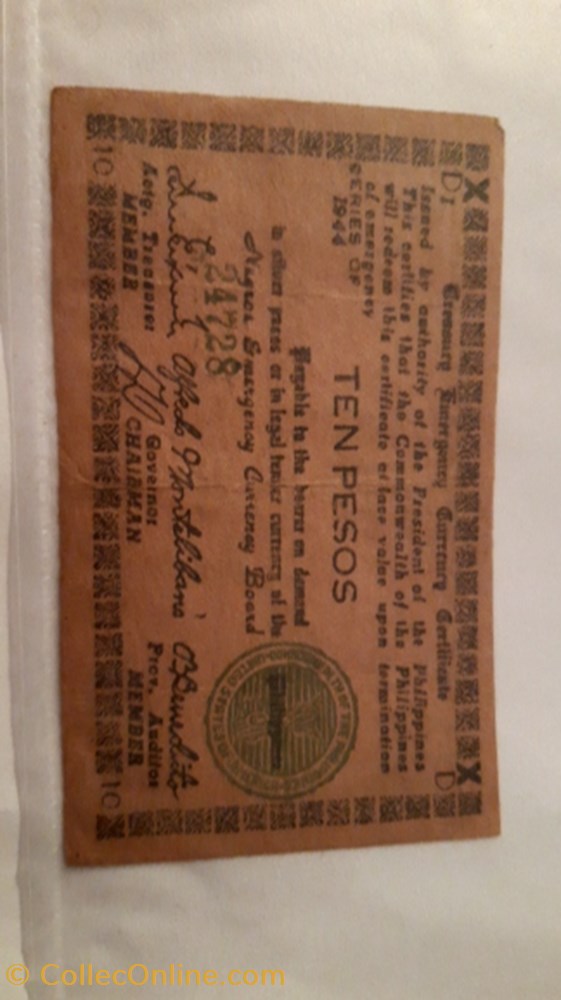 Treasury Emergency Currency Certificate
D1 D
X X
Issued by authority of the President of the Philippines
This certifies that the Commonwealth of the Philippines
will redeem this certificate at face value upon termination
of emergency
SERIES OF
1944
TEN PESOS
Payable to the bearer on demand
in silver pesos or in legal tender currency of the
Negros Emergency Currency Board
24728
Alfredo Montelibano
Actg. Treasurer
MEMBER
Governor
CHAIRMAN
Prov. Auditor
MEMBER
10 10
© CollecOnline.com